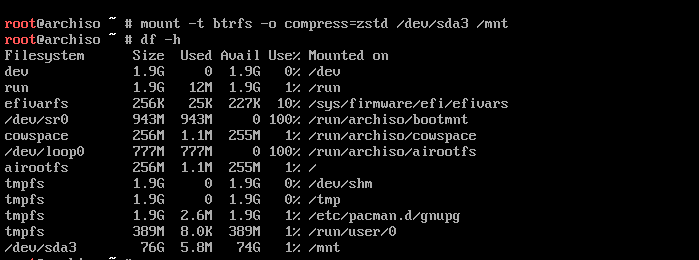 root@archiso ~ # mount -t btrfs -o compress=zstd /dev/sda3 /mnt
root@archiso ~ # df -h
Filesystem      Size  Used Avail Use% Mounted on
dev             1.9G     0  1.9G   0% /dev
run             1.9G   12M  1.9G   1% /run
efivarfs        256K   25K  227K  10% /sys/firmware/efi/efivars
/dev/sr0        943M  943M     0 100% /run/archiso/bootmnt
cowspace        256M  1.1M  255M   1% /run/archiso/cowspace
/dev/loop0      777M  777M     0 100% /run/archiso/airootfs
airootfs        256M  1.1M  255M   1% /
tmpfs           1.9G     0  1.9G   0% /dev/shm
tmpfs           1.9G     0  1.9G   0% /tmp
tmpfs           1.9G  2.6M  1.9G   1% /etc/pacman.d/gnupg
tmpfs           389M  8.0K  389M   1% /run/user/0
/dev/sda3        76G  5.8M   74G   1% /mnt
root@archiso ~ #